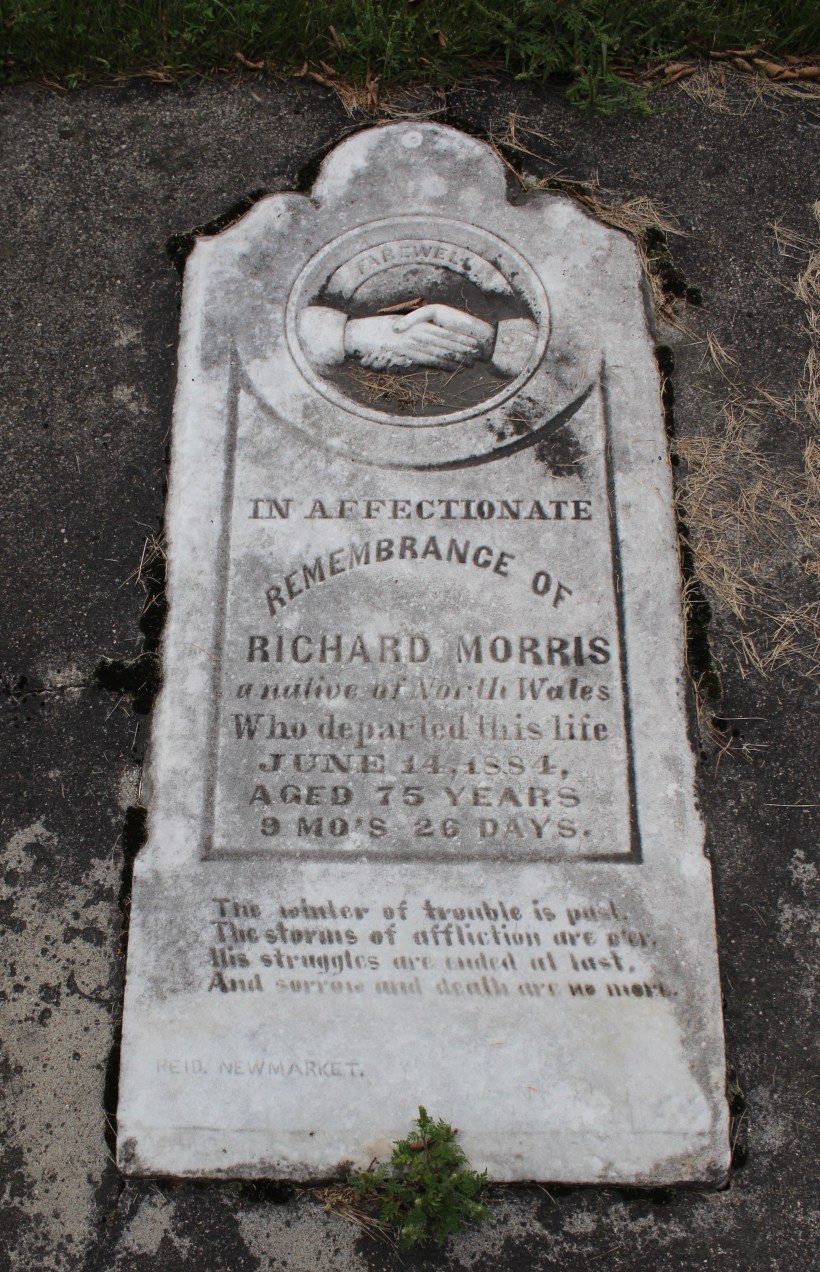 FAREWELL
IN AFFECTIONATE
REMEMBRANCE OF
RICHARD MORRIS
a native of North Wales
Who departed this life
JUNE 14, 1884,
AGED 75 YEARS
9 MO'S 26 DAYS.
The winter of trouble is past,
The storms of affliction are o'er,
His struggles are ended at last,
And sorrow and death are no more.
REID. NEWMARKET.